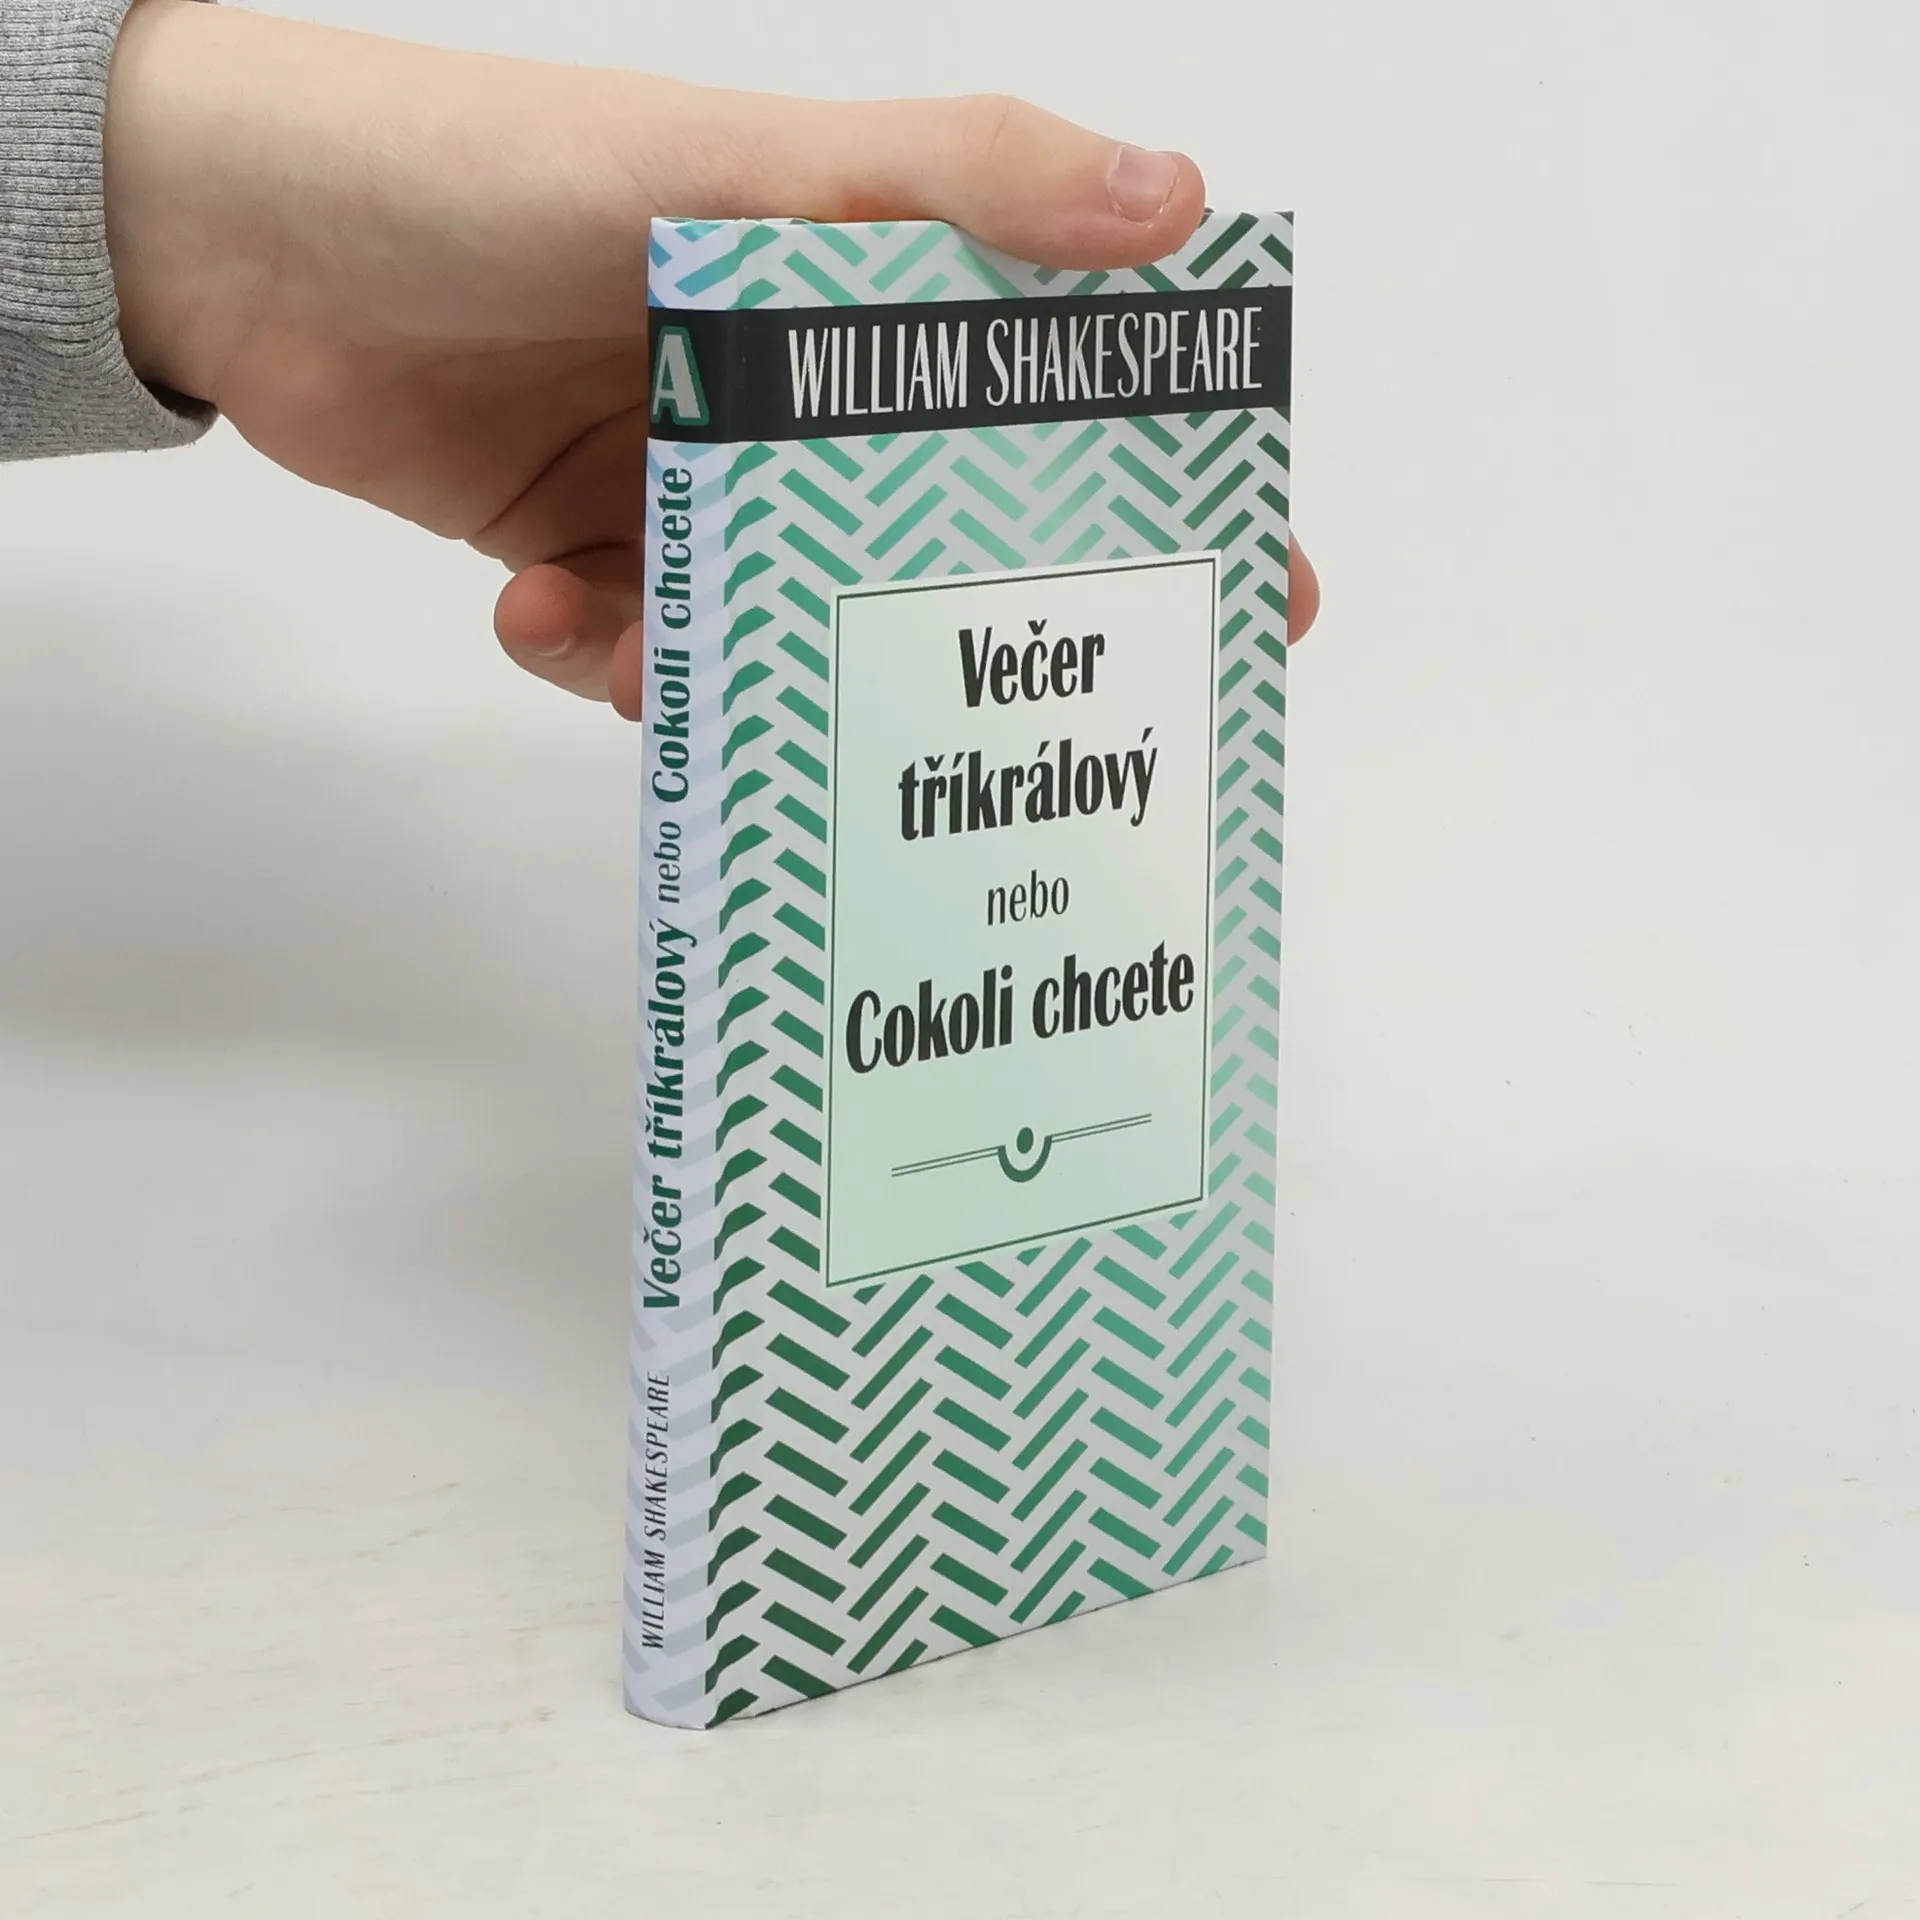 A
WILLIAM SHAKESPEARE
Večer
tříkrálový
nebo
Cokoli chcete
WILLIAM SHAKESPEARE Večer tříkrálový nebo Cokoli chcete